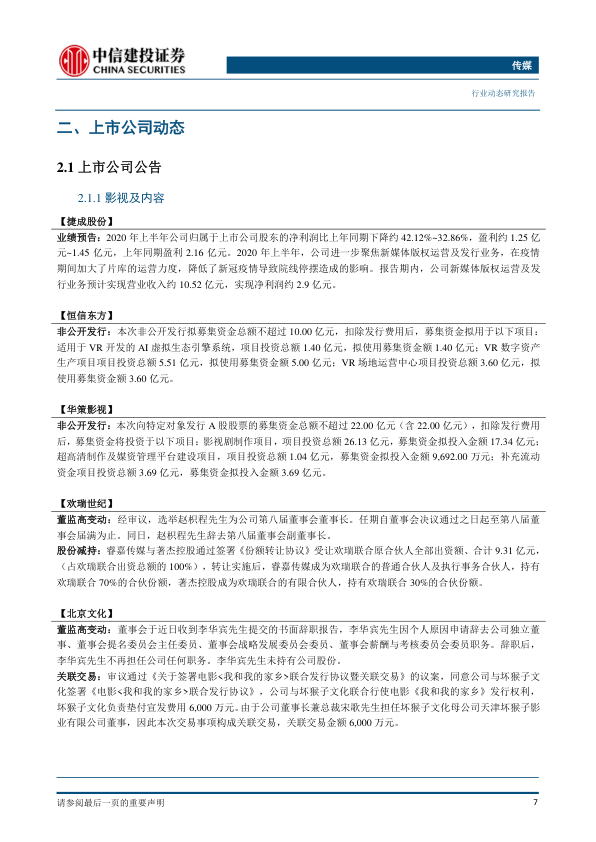 中信建投证券
CHINA SECURITIES
传媒
行业动态研究报告
二、上市公司动态
2.1 上市公司公告
2.1.1 影视及内容
【捷成股份】
业绩预告：2020 年上半年公司归属于上市公司股东的净利润比上年同期下降约 42.12%~32.86%，盈利约 1.25 亿
元~1.45 亿元，上年同期盈利 2.16 亿元。2020 年上半年，公司进一步聚焦新媒体版权运营及发行业务，在疫情
期间加大了片库的运营力度，降低了新冠疫情导致院线停摆造成的影响。报告期内，公司新媒体版权运营及发
行业务预计实现营业收入约 10.52 亿元，实现净利润约 2.9 亿元。
【恒信东方】
非公开发行：本次非公开发行拟募集资金总额不超过 10.00 亿元，扣除发行费用后，募集资金拟用于以下项目：
适用于 VR 开发的 AI 虚拟生态引擎系统，项目投资总额 1.40 亿元，拟使用募集金额 1.40 亿元；VR 数字资产
生产项目项目投资总额 5.51 亿元，拟使用募集资金额 5.00 亿元；VR 场地运营中心项目投资总额 3.60 亿元，拟
使用募集资金额 3.60 亿元。
【华策影视】
非公开发行：本次向特定对象发行 A 股股票的募集资金总额不超过 22.00 亿元（含 22.00 亿元），扣除发行费用
后，募集资金将投资于以下项目：影视剧制作项目，项目投资总额 26.13 亿元，募集资金拟投入金额 17.34 亿元；
超高清制作及媒资管理平台建设项目，项目投资总额 1.04 亿元，募集资金拟投入金额 9,692.00 万元；补充流动
资金项目投资总额 3.69 亿元，募集资金拟投入金额 3.69 亿元。
【欢瑞世纪】
董监高变动：经审议，选举赵枳程先生为公司第八届董事会董事长。任期自董事会决议通过之日起至第八届董
事会届满为止。同日，赵枳程先生辞去第八届董事会副董事长。
股份减持：睿嘉传媒与著杰控股通过签署《份额转让协议》受让欢瑞联合原合伙人全部出资额、合计 9.31 亿元，
（占欢瑞联合出资总额的 100%），转让实施后，睿嘉传媒成为欢瑞联合的普通合伙人及执行事务合伙人，持有
欢瑞联合 70%的合伙份额，著杰控股成为欢瑞联合的有限合伙人，持有欢瑞联合 30%的合伙份额。
【北京文化】
董监高变动：董事会于近日收到李华宾先生提交的书面辞职报告，李华宾先生因个人原因申请辞去公司独立董
事、董事会提名委员会主任委员、董事会战略发展委员会委员、董事会薪酬与考核委员会委员职务。辞职后，
李华宾先生不再担任公司任何职务。李华宾先生未持有公司股份。
关联交易：审议通过《关于签署电影<我和我的家乡>联合发行协议暨关联交易》的议案，同意公司与坏猴子文
化签署《电影<我和我的家乡>联合发行协议》，公司与坏猴子文化联合行使电影《我和我的家乡》发行权利，
坏猴子文化负责垫付宣发费用 6,000 万元。由于公司董事长兼总裁宋歌先生担任坏猴子文化母公司天津坏猴子影
业有限公司董事，因此本次交易事项构成关联交易，关联交易金额 6,000 万元。
请参阅最后一页的重要声明
7